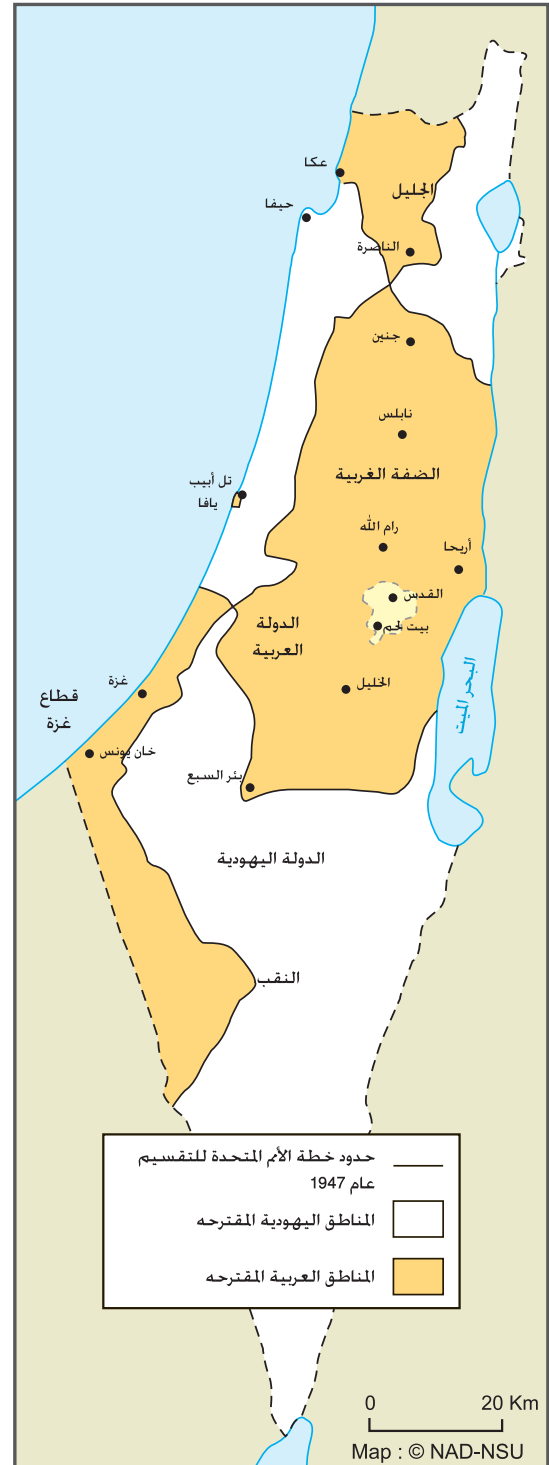 عكا
حيفا
الجليل
الناصرة
جنين
نابلس
الضفة الغربية
تل أبيب
يافا
رام الله
أريحا
القدس
بيت لحم
الدولة
العربية
البحر الميت
الخليل
غزة
قطاع
غزة
خان يونس
بئر السبع
الدولة اليهودية
النقب
حدود خطة الأمم المتحدة للتقسيم
عام 1947
المناطق اليهودية المقترحه
المناطق العربية المقترحه
0 20 Km
Map : © NAD-NSU